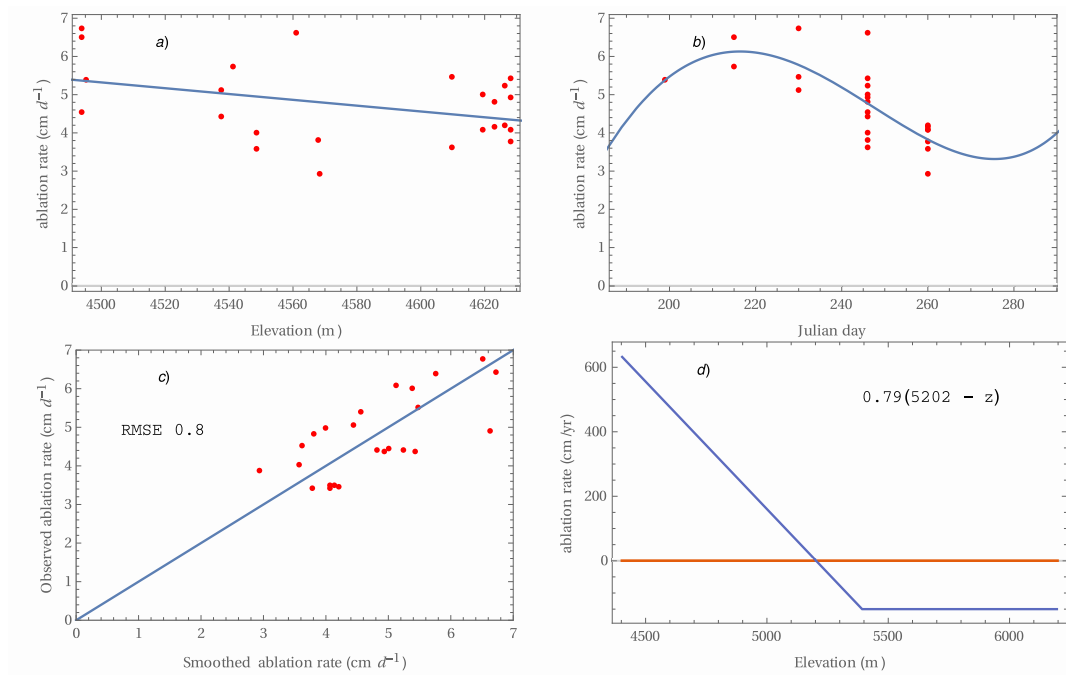 a)
ablation rate (cm d⁻¹)
7
6
5
4
3
2
1
0
4500 4520 4540 4560 4580 4600 4620
Elevation (m)
b)
ablation rate (cm d⁻¹)
7
6
5
4
3
2
1
0
200 220 240 260 280
Julian day
c)
RMSE 0.8
Observed ablation rate (cm d⁻¹)
7
6
5
4
3
2
1
0
0 1 2 3 4 5 6 7
Smoothed ablation rate (cm d⁻¹)
d)
0.79(5202 − z)
ablation rate (cm/yr)
600
400
200
0
4500 5000 5500 6000
Elevation (m)